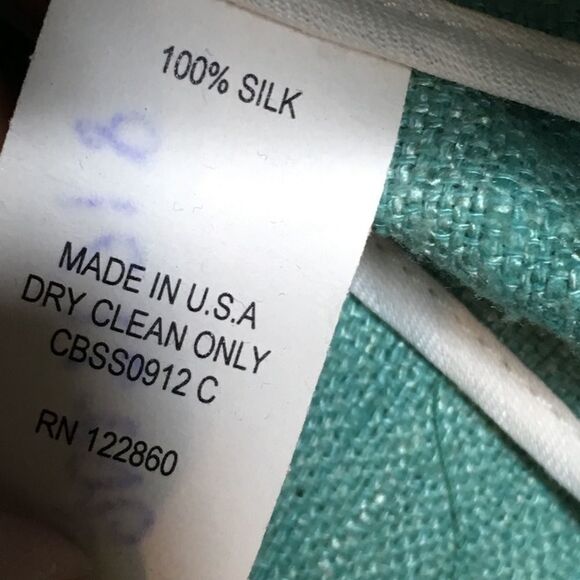 100% SILK
MADE IN U.S.A
DRY CLEAN ONLY
CBSS0912 C
RN 122860